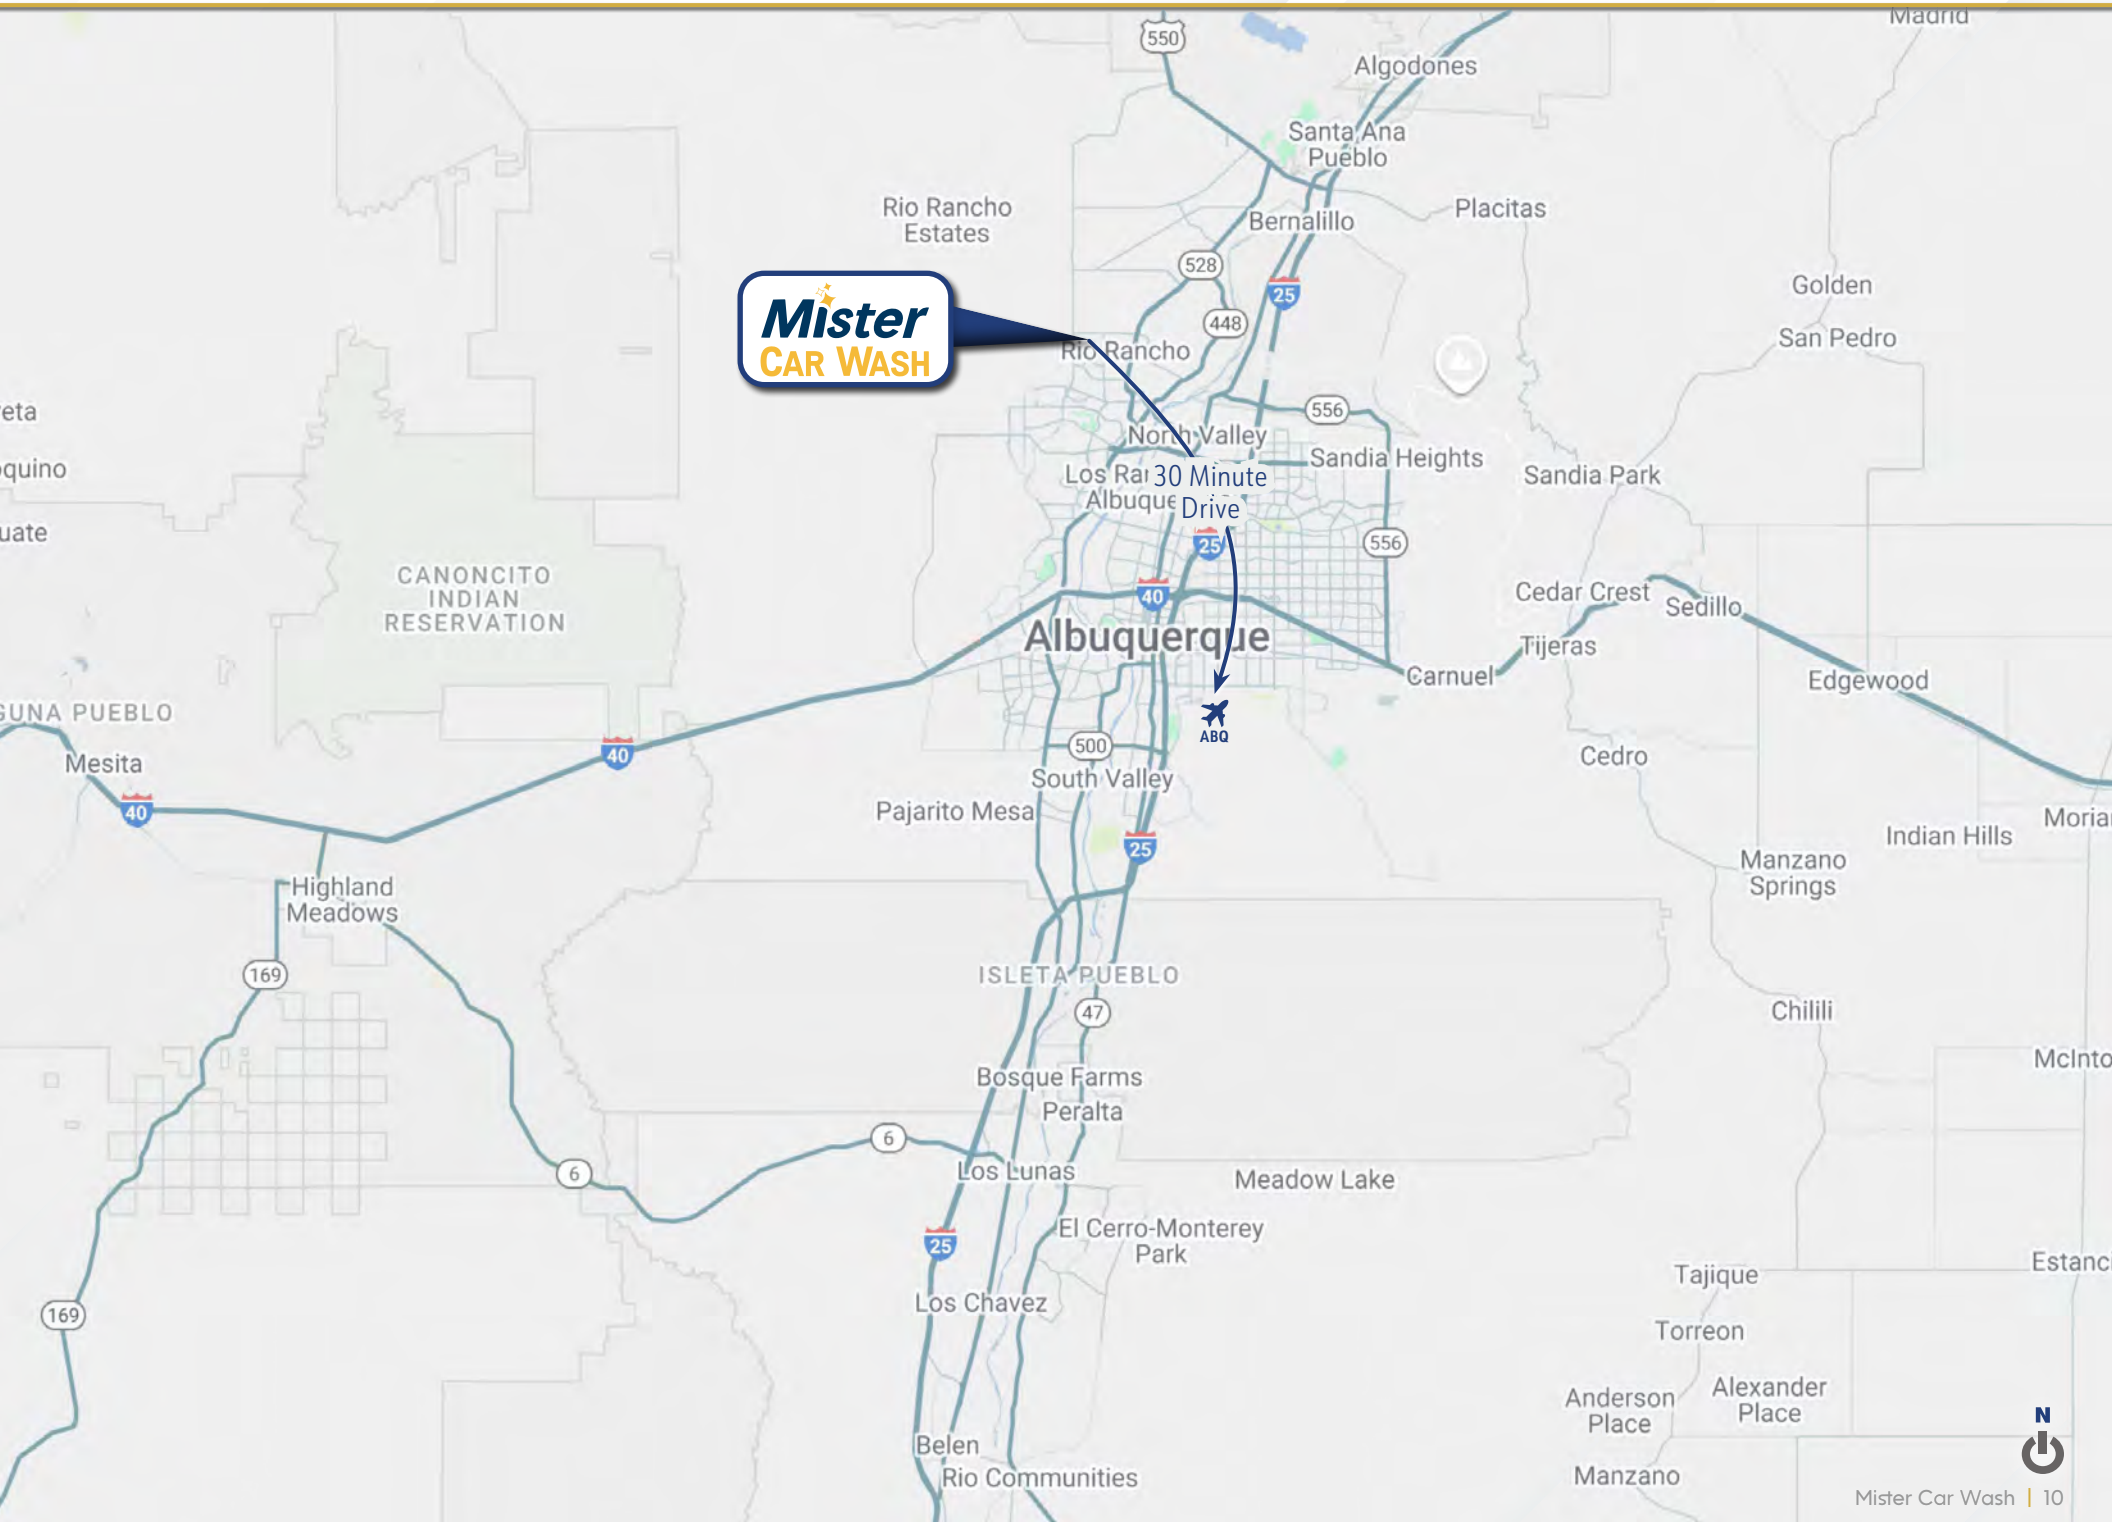 Madrid
550
Algodones
Santa Ana
Pueblo
Rio Rancho
Estates
Placitas
Bernalillo
528
25
Golden
448
San Pedro
Mister
CAR WASH
Rio Rancho
eta
556
North Valley
Sandia Heights
quino
Los Ra
30 Minute
Sandia Park
Albuque
Drive
uate
25
556
CANONCITO
INDIAN
RESERVATION
40
Cedar Crest
Sedillo
Albuquerque
Tijeras
Carnuel
Edgewood
GUNA PUEBLO
ABQ
500
40
Cedro
Mesita
South Valley
40
Pajarito Mesa
Moria
25
Indian Hills
Manzano
Springs
Highland
Meadows
169
ISLETA PUEBLO
47
Chilili
McInto
Bosque Farms
Peralta
6
6
Los Lunas
Meadow Lake
El Cerro-Monterey
Park
25
Estanc
Tajique
Los Chavez
169
Torreon
Anderson
Place
Alexander
Place
N
Belen
Rio Communities
Manzano
Mister Car Wash | 10